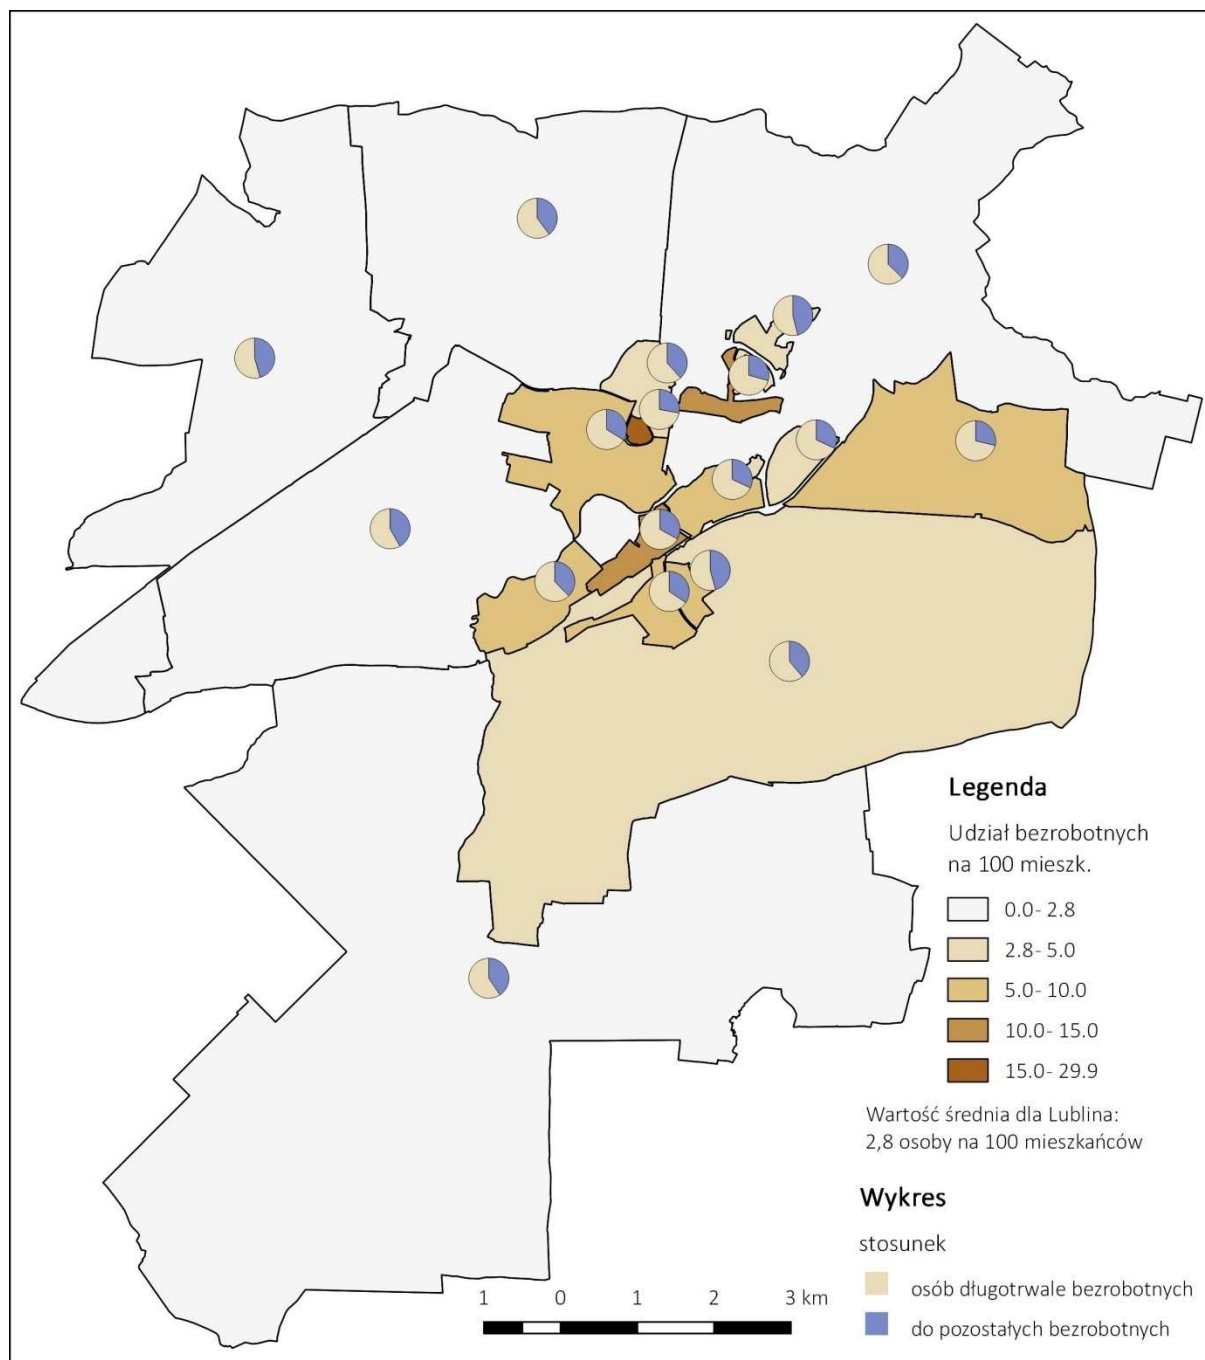 Legenda
Udział bezrobotnych
na 100 mieszk.
0.0- 2.8
2.8- 5.0
5.0- 10.0
10.0- 15.0
15.0- 29.9
Wartość średnia dla Lublina:
2,8 osoby na 100 mieszkańców
Wykres
stosunek
osób długotrwale bezrobotnych
do pozostałych bezrobotnych
1 0 1 2 3 km